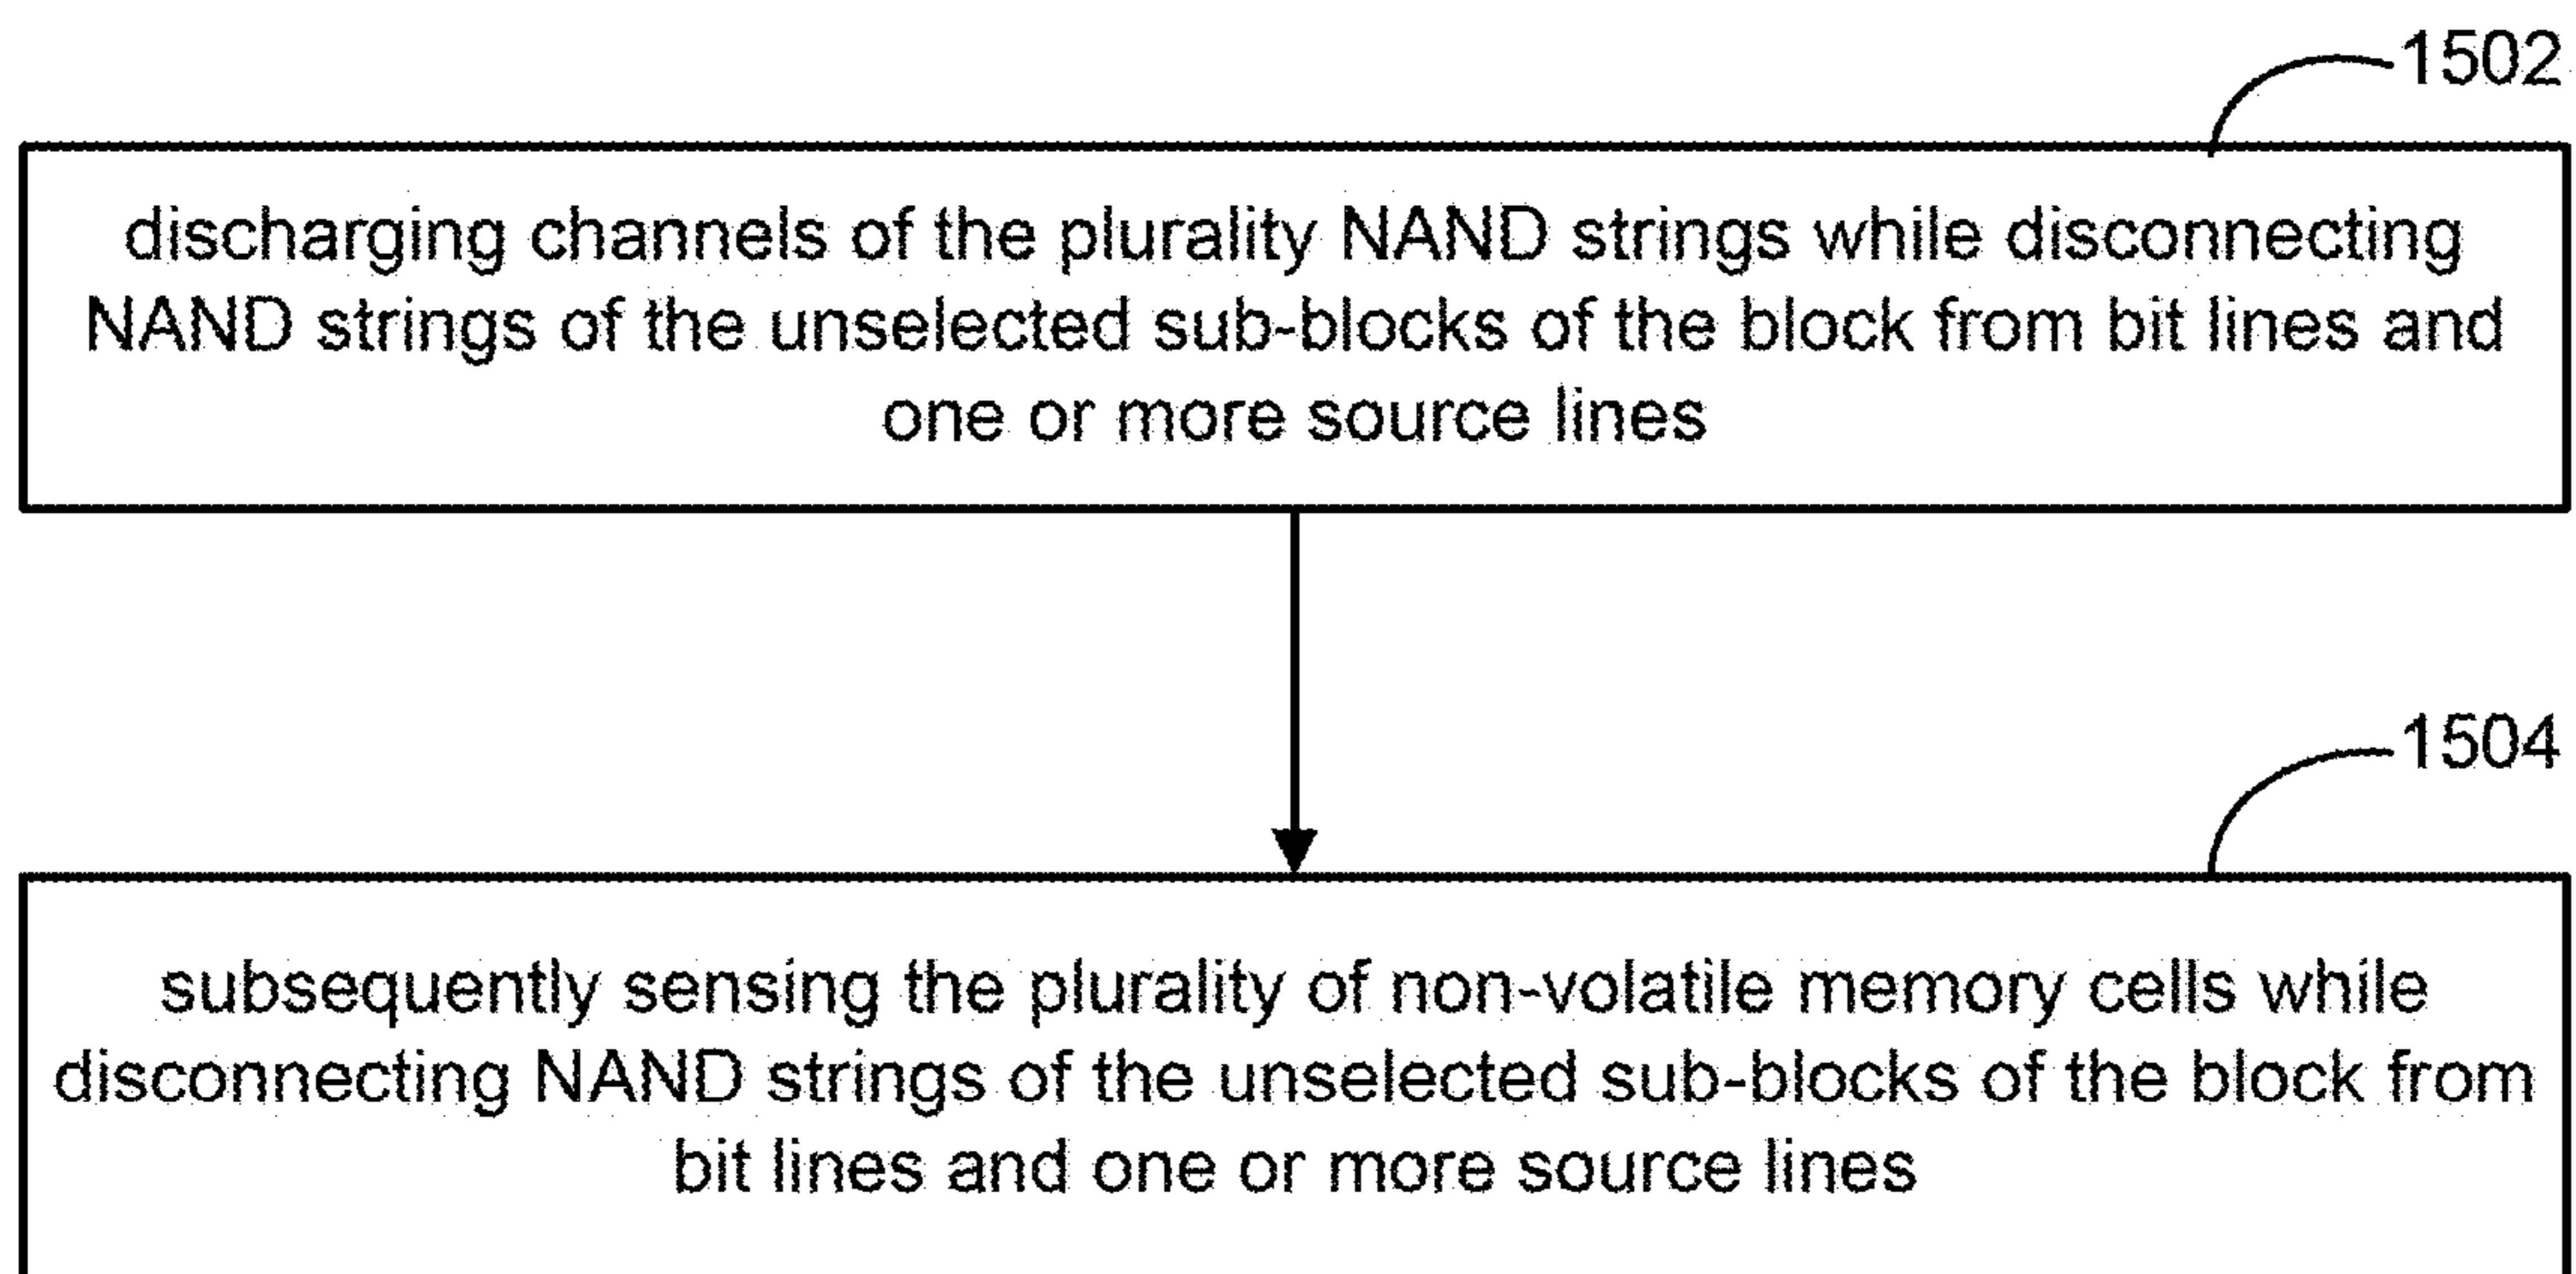 1502
discharging channels of the plurality NAND strings while disconnecting
NAND strings of the unselected sub-blocks of the block from bit lines and
one or more source lines
1504
subsequently sensing the plurality of non-volatile memory cells while
disconnecting NAND strings of the unselected sub-blocks of the block from
bit lines and one or more source lines